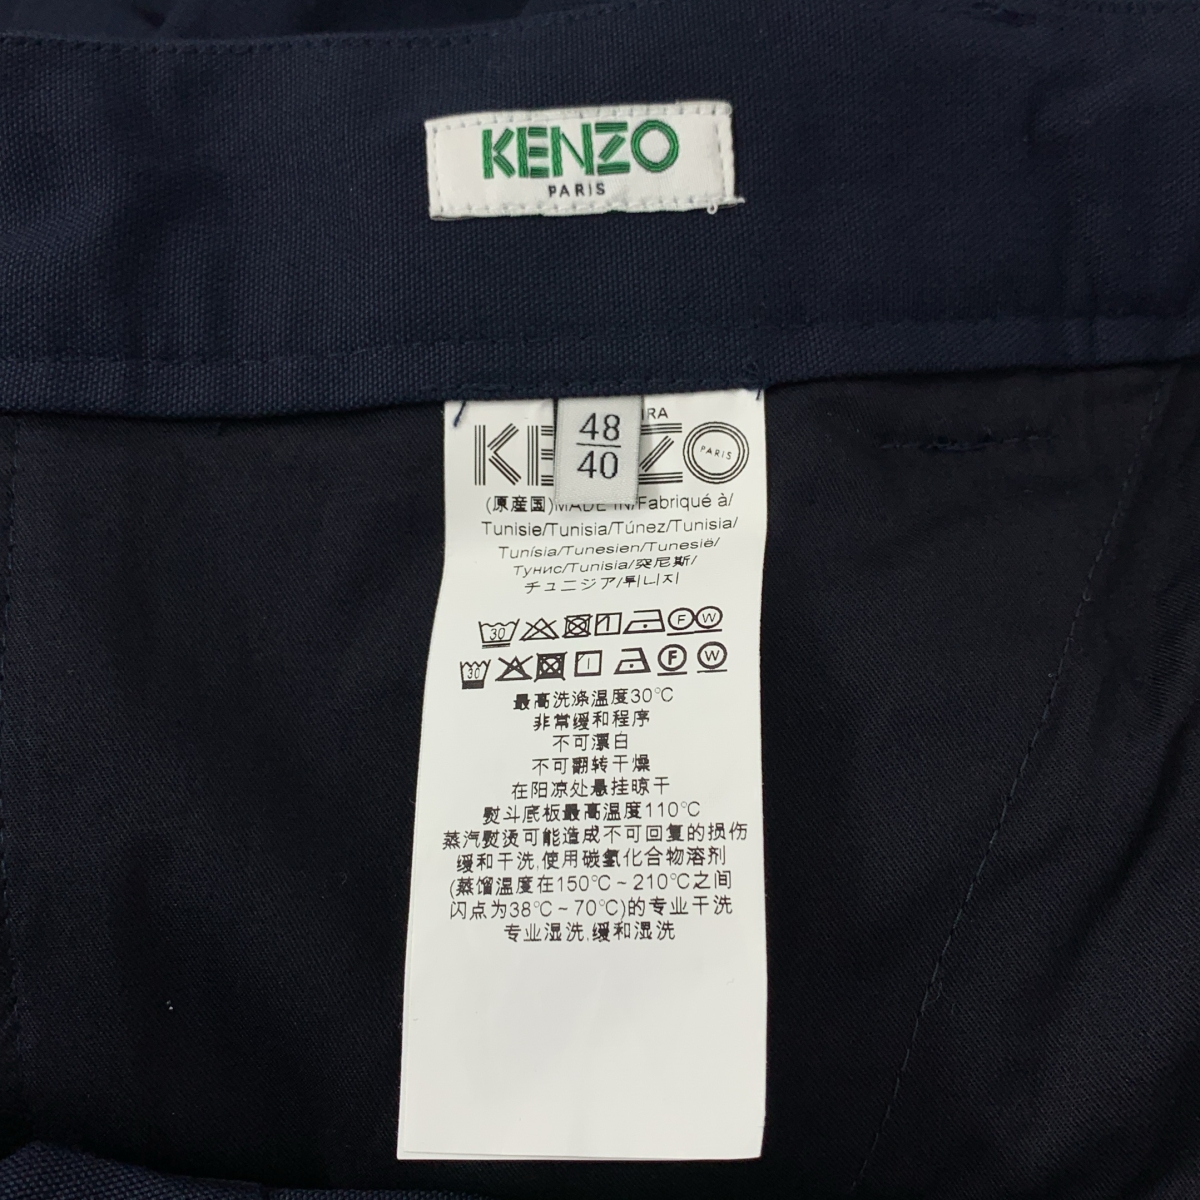 KENZO
PARIS
48
40
KE ZO
PARIS
(原産国)MADE IN/Fabriqué à/
Tunisie/Tunisia/Túnez/Tunisia/
Tunísia/Tunesien/Tunesië/
Тунис/Tunisia/突尼斯/
チュニジア/튀니지
30 F W
30 F W
最高洗涤温度30°C
非常缓和程序
不可漂白
不可翻转干燥
在阳凉处悬挂晾干
熨斗底板最高温度110°C
蒸汽熨烫可能造成不可回复的损伤
缓和干洗,使用碳氢化合物溶剂
(蒸馏温度在150°C~210°C之间
闪点为38°C~70°C)的专业干洗
专业湿洗,缓和湿洗